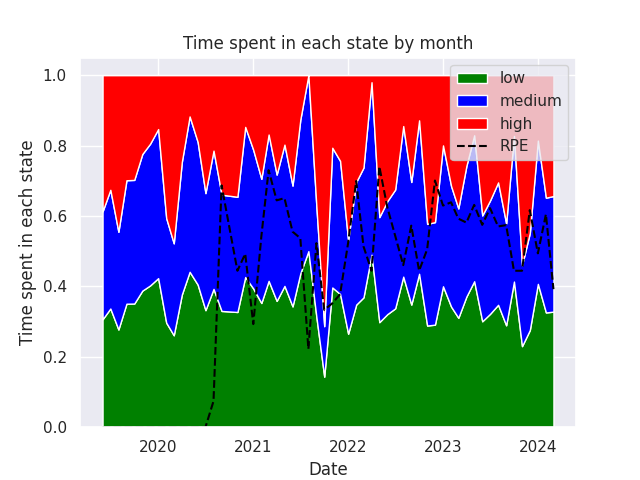 Time spent in each state by month
1.0
0.8
0.6
0.4
0.2
0.0
Time spent in each state
low
medium
high
RPE
2020
2021
2022
2023
2024
Date